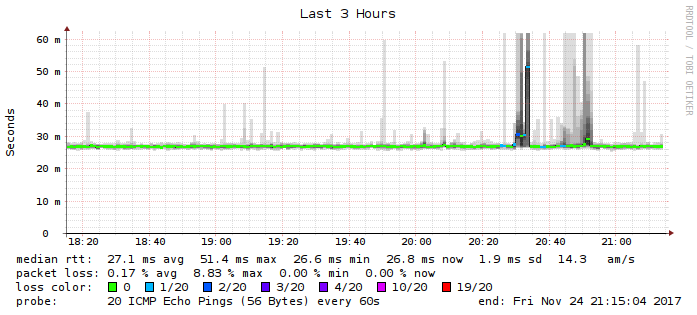 Last 3 Hours
RRDTOOL / TOBI OETIKER
Seconds
60 m
50 m
40 m
30 m
20 m
10 m
0
18:20 18:40 19:00 19:20 19:40 20:00 20:20 20:40 21:00
median rtt: 27.1 ms avg 51.4 ms max 26.6 ms min 26.8 ms now 1.9 ms sd 14.3 am/s
packet loss: 0.17 % avg 8.83 % max 0.00 % min 0.00 % now
loss color: 0 1/20 2/20 3/20 4/20 10/20 19/20
probe: 20 ICMP Echo Pings (56 Bytes) every 60s end: Fri Nov 24 21:15:04 2017